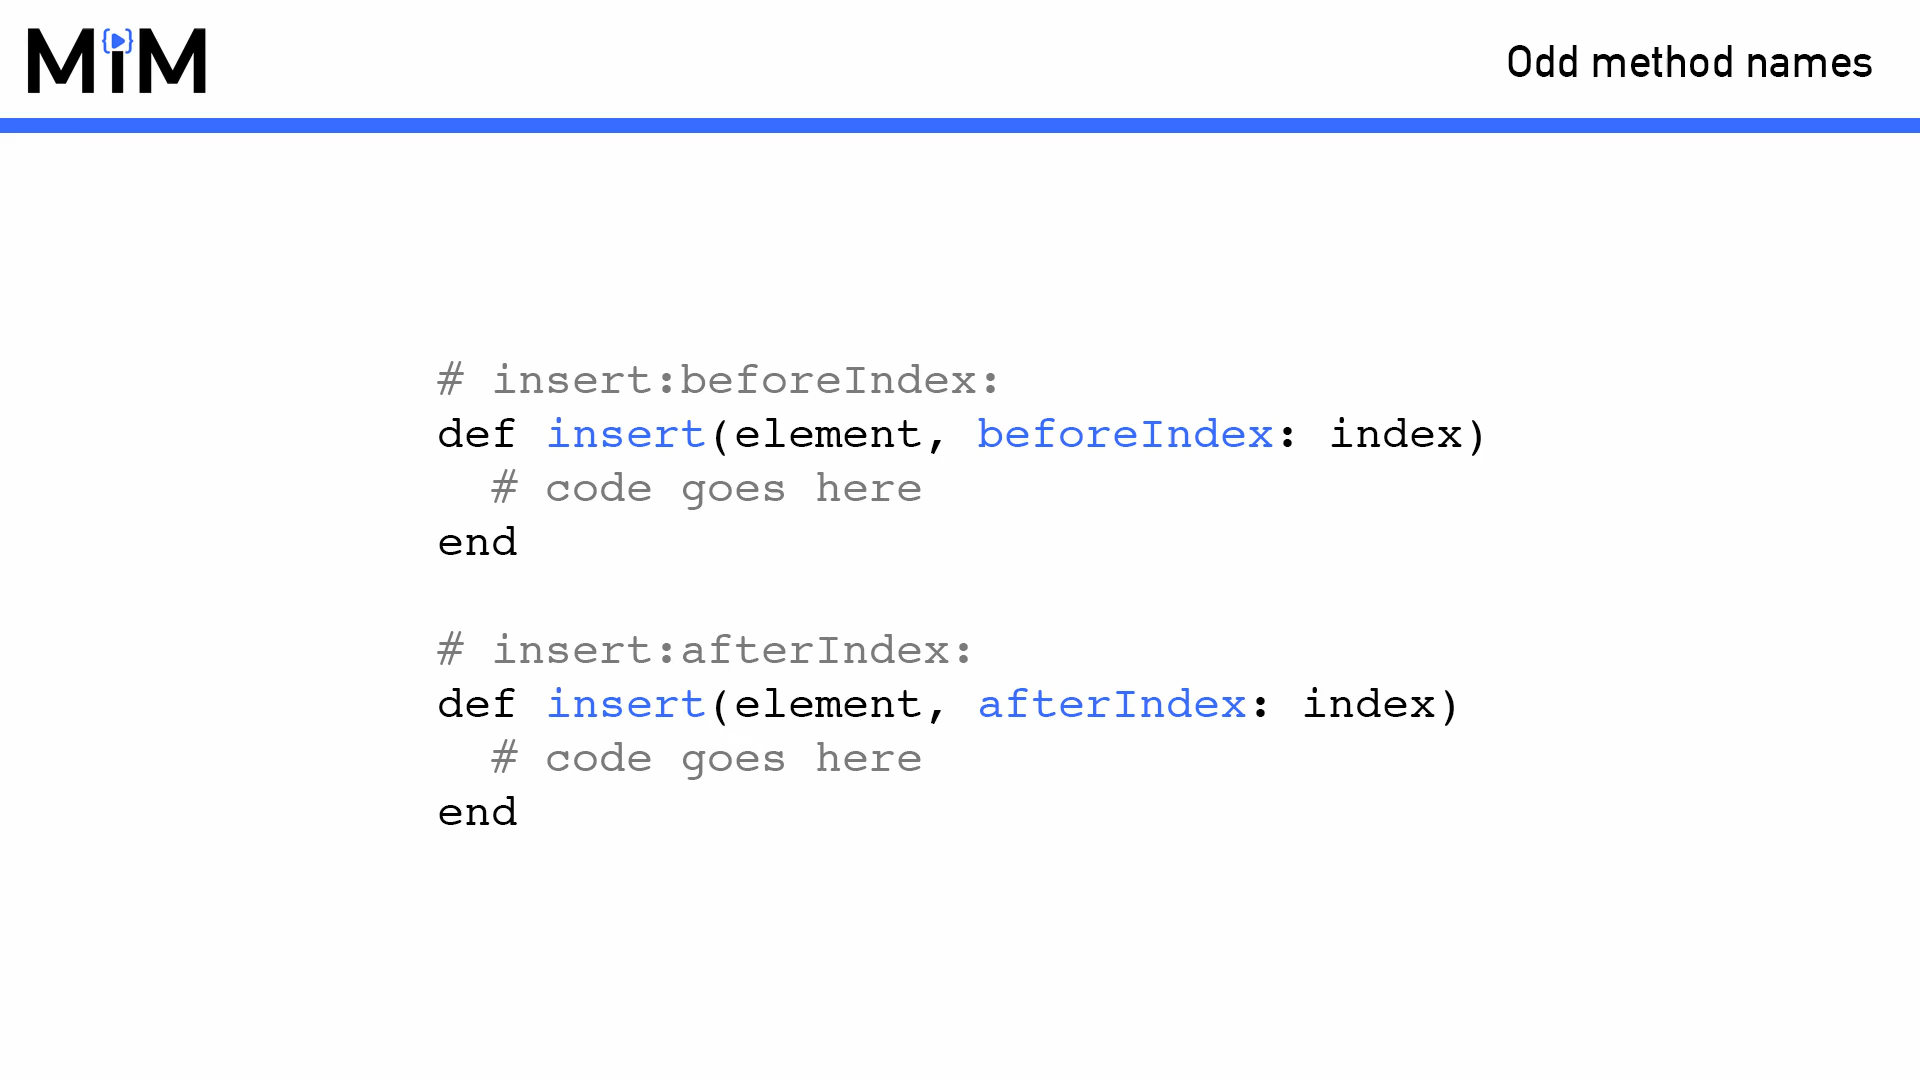 MiM
Odd method names
# insert:beforeIndex:
def insert(element, beforeIndex: index)
  # code goes here
end
# insert:afterIndex:
def insert(element, afterIndex: index)
  # code goes here
end